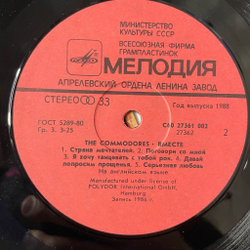 МИНИСТЕРСТВО
КУЛЬТУРЫ СССР
ВСЕСОЮЗНАЯ ФИРМА
ГРАМПЛАСТИНОК
МЕЛОДИЯ
АПРЕЛЕВСКИЙ ОРДЕНА ЛЕНИНА ЗАВОД
СТЕРЕО 33
Год выпуска 1988
ГОСТ 5289-80
Гр. 3. 3-25
С60 27361 002
27362
2
THE COMMODORES - ВМЕСТЕ
1. Страна мечтателей. 2. Поговори со мной
3. Я хочу танцевать с тобой рок. 4. Давай
попросим прощенья. 5. Серьезная любовь
На английском языке
Manufactured under license of
POLYDOR International GmbH,
Hamburg
Запись 1986 г.